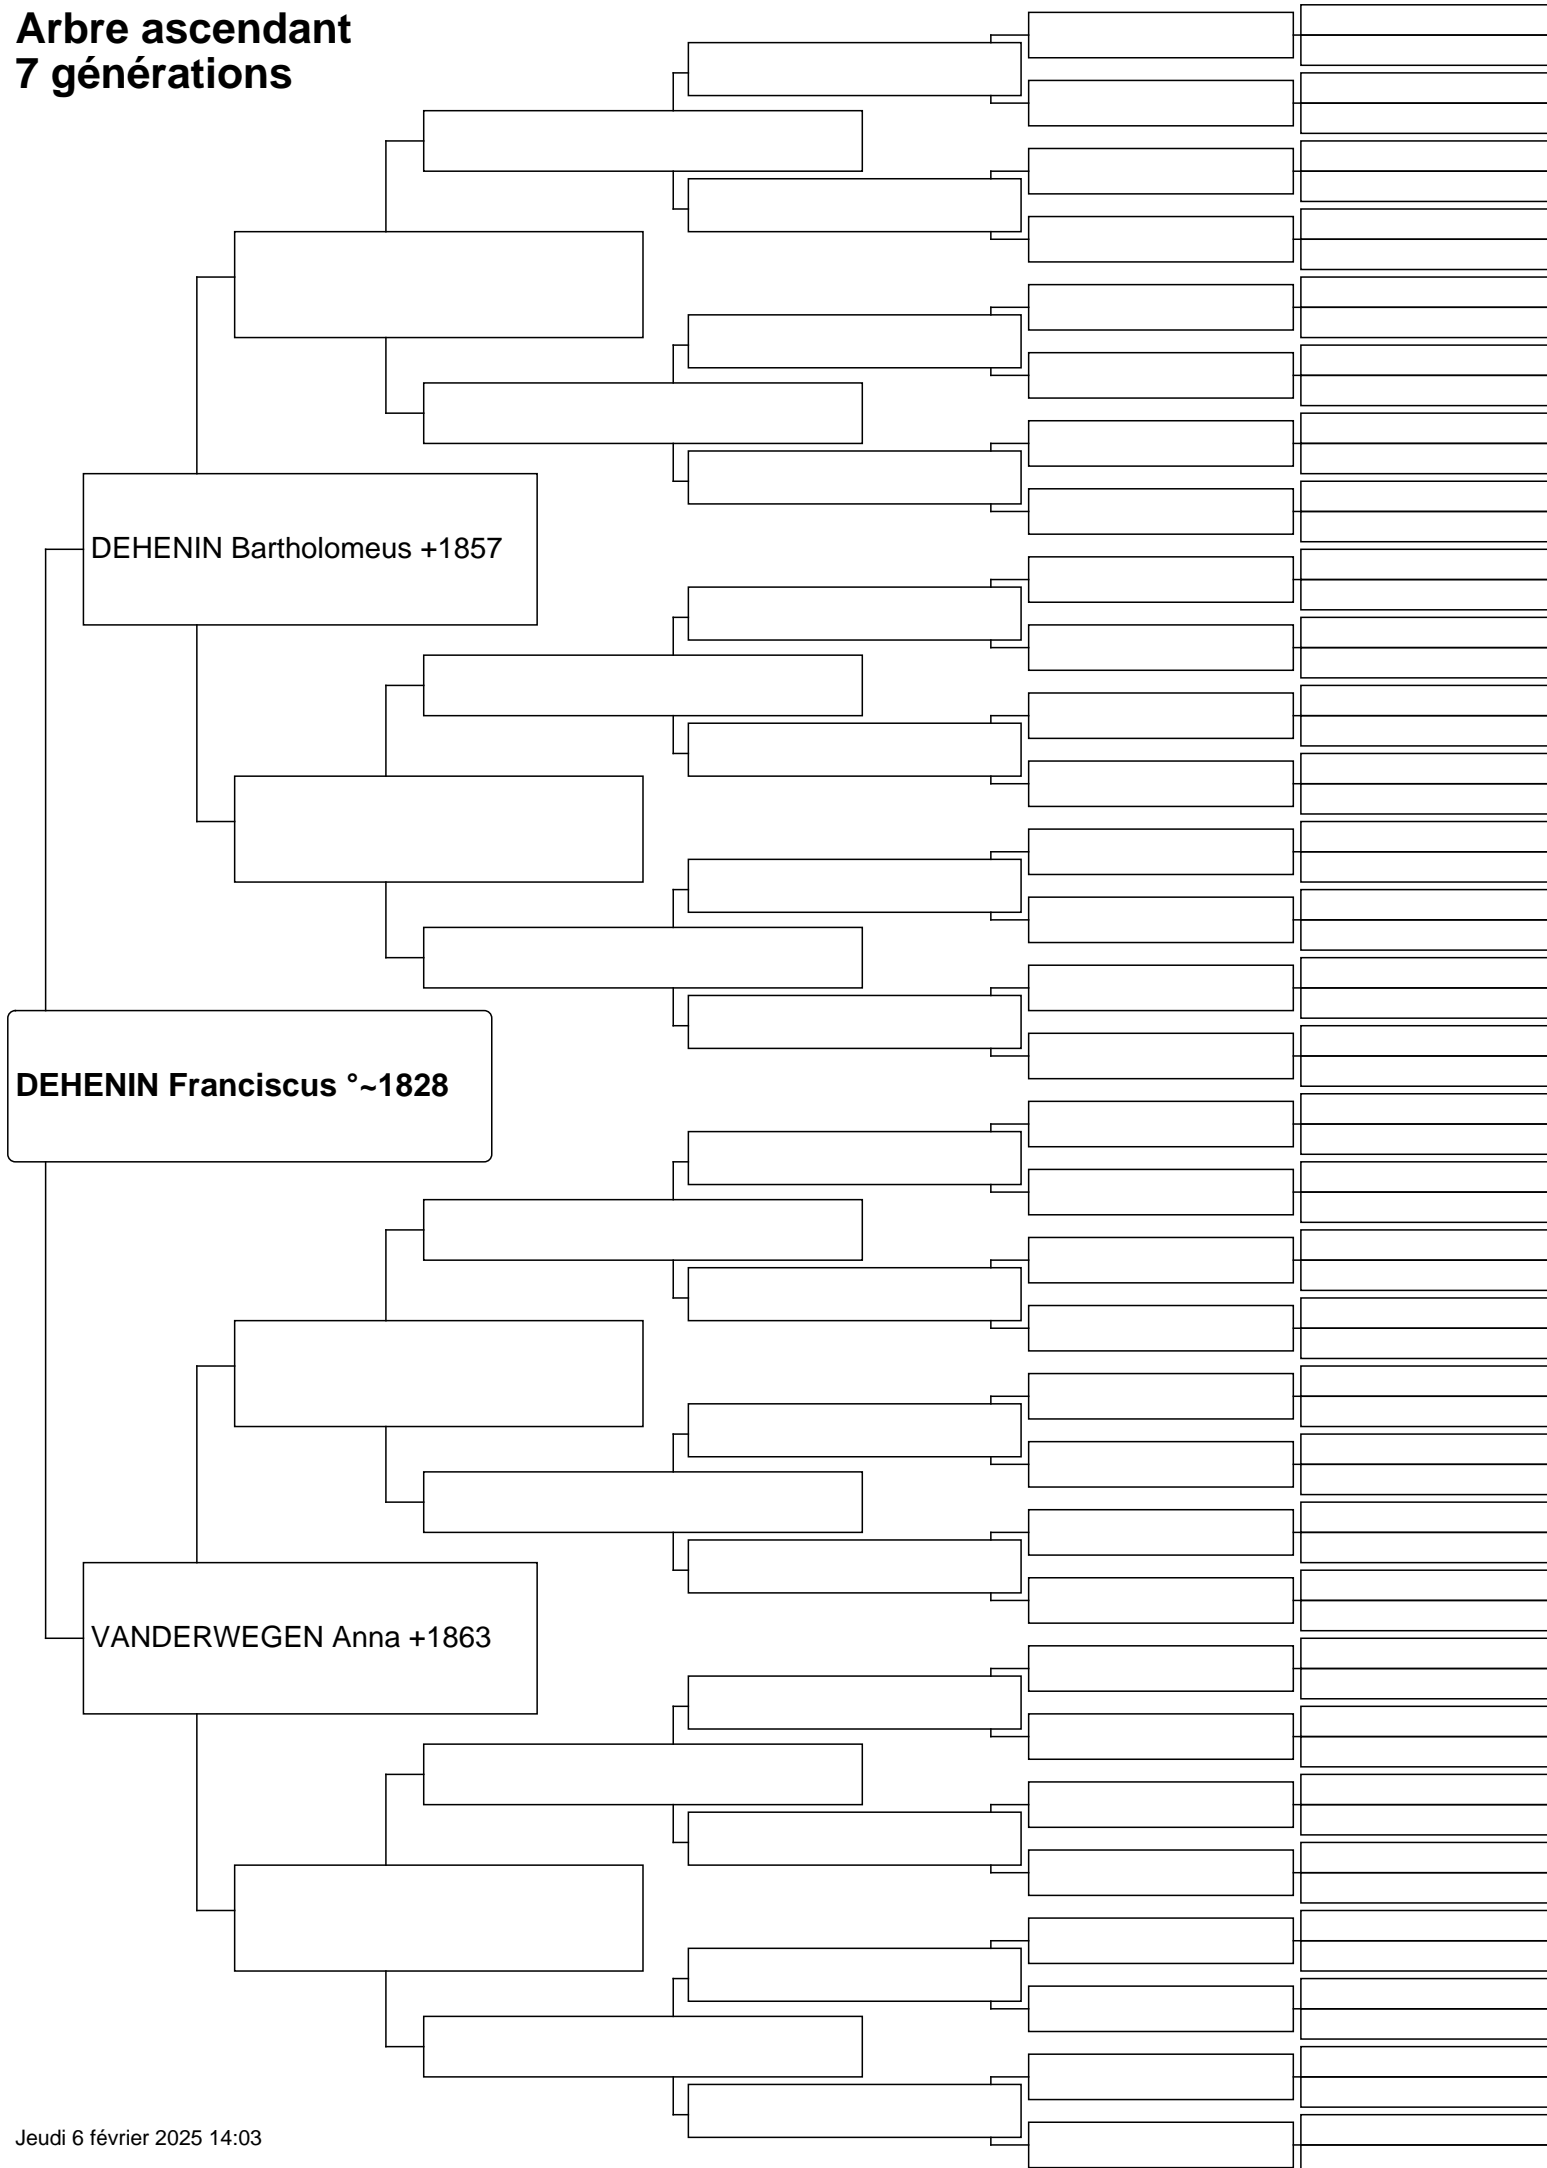 Arbre ascendant
7 générations
DEHENIN Bartholomeus +1857
DEHENIN Franciscus °~1828
VANDERWEGEN Anna +1863
Jeudi 6 février 2025 14:03